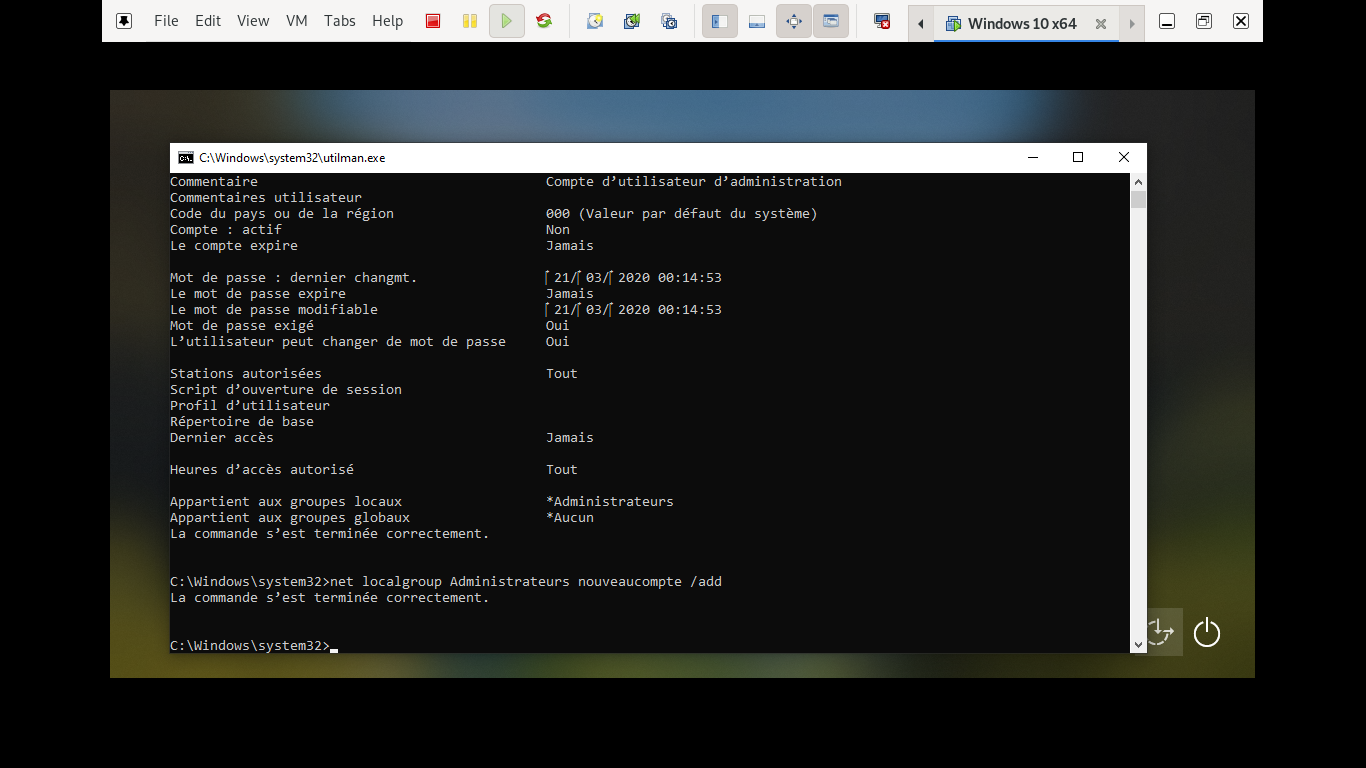 File Edit View VM Tabs Help
Windows 10 x64
C:\Windows\system32\utilman.exe
Commentaire Compte d’utilisateur d’administration
Commentaires utilisateur
Code du pays ou de la région 000 (Valeur par défaut du système)
Compte : actif Non
Le compte expire Jamais
Mot de passe : dernier changmt. 21/ 03/ 2020 00:14:53
Le mot de passe expire Jamais
Le mot de passe modifiable 21/ 03/ 2020 00:14:53
Mot de passe exigé Oui
L’utilisateur peut changer de mot de passe Oui
Stations autorisées Tout
Script d’ouverture de session
Profil d’utilisateur
Répertoire de base
Dernier accès Jamais
Heures d’accès autorisé Tout
Appartient aux groupes locaux *Administrateurs
Appartient aux groupes globaux *Aucun
La commande s’est terminée correctement.
C:\Windows\system32>net localgroup Administrateurs nouveaucompte /add
La commande s’est terminée correctement.
C:\Windows\system32>